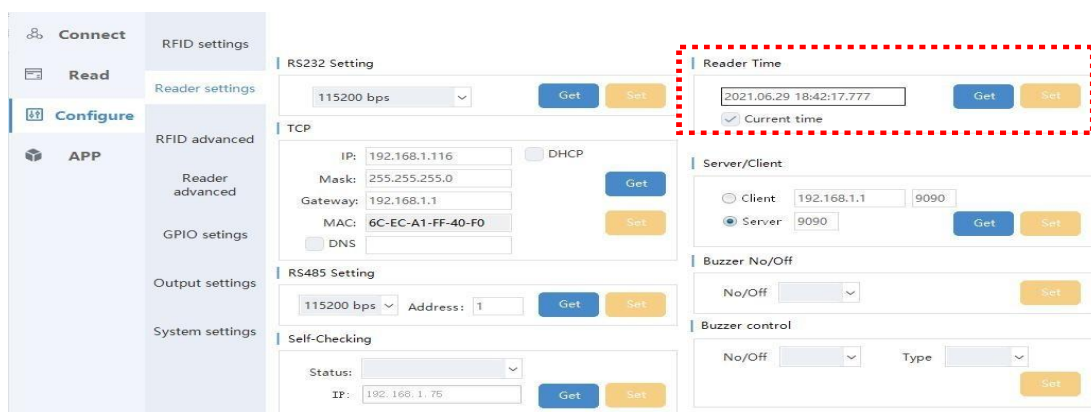 Connect
Read
Configure
APP
RFID settings
Reader settings
RFID advanced
Reader
advanced
GPIO setings
Output settings
System settings
RS232 Setting
115200 bps
Get Set
TCP
IP: 192.168.1.116 DHCP
Mask: 255.255.255.0
Get
Gateway: 192.168.1.1
MAC: 6C-EC-A1-FF-40-F0
Set
DNS
RS485 Setting
115200 bps Address: 1 Get Set
Self-Checking
Status:
IP: 192.168.1.75 Get Set
Reader Time
2021.06.29 18:42:17.777 Get Set
Current time
Server/Client
Client 192.168.1.1 9090
Server 9090 Get Set
Buzzer No/Off
No/Off Set
Buzzer control
No/Off Type
Set